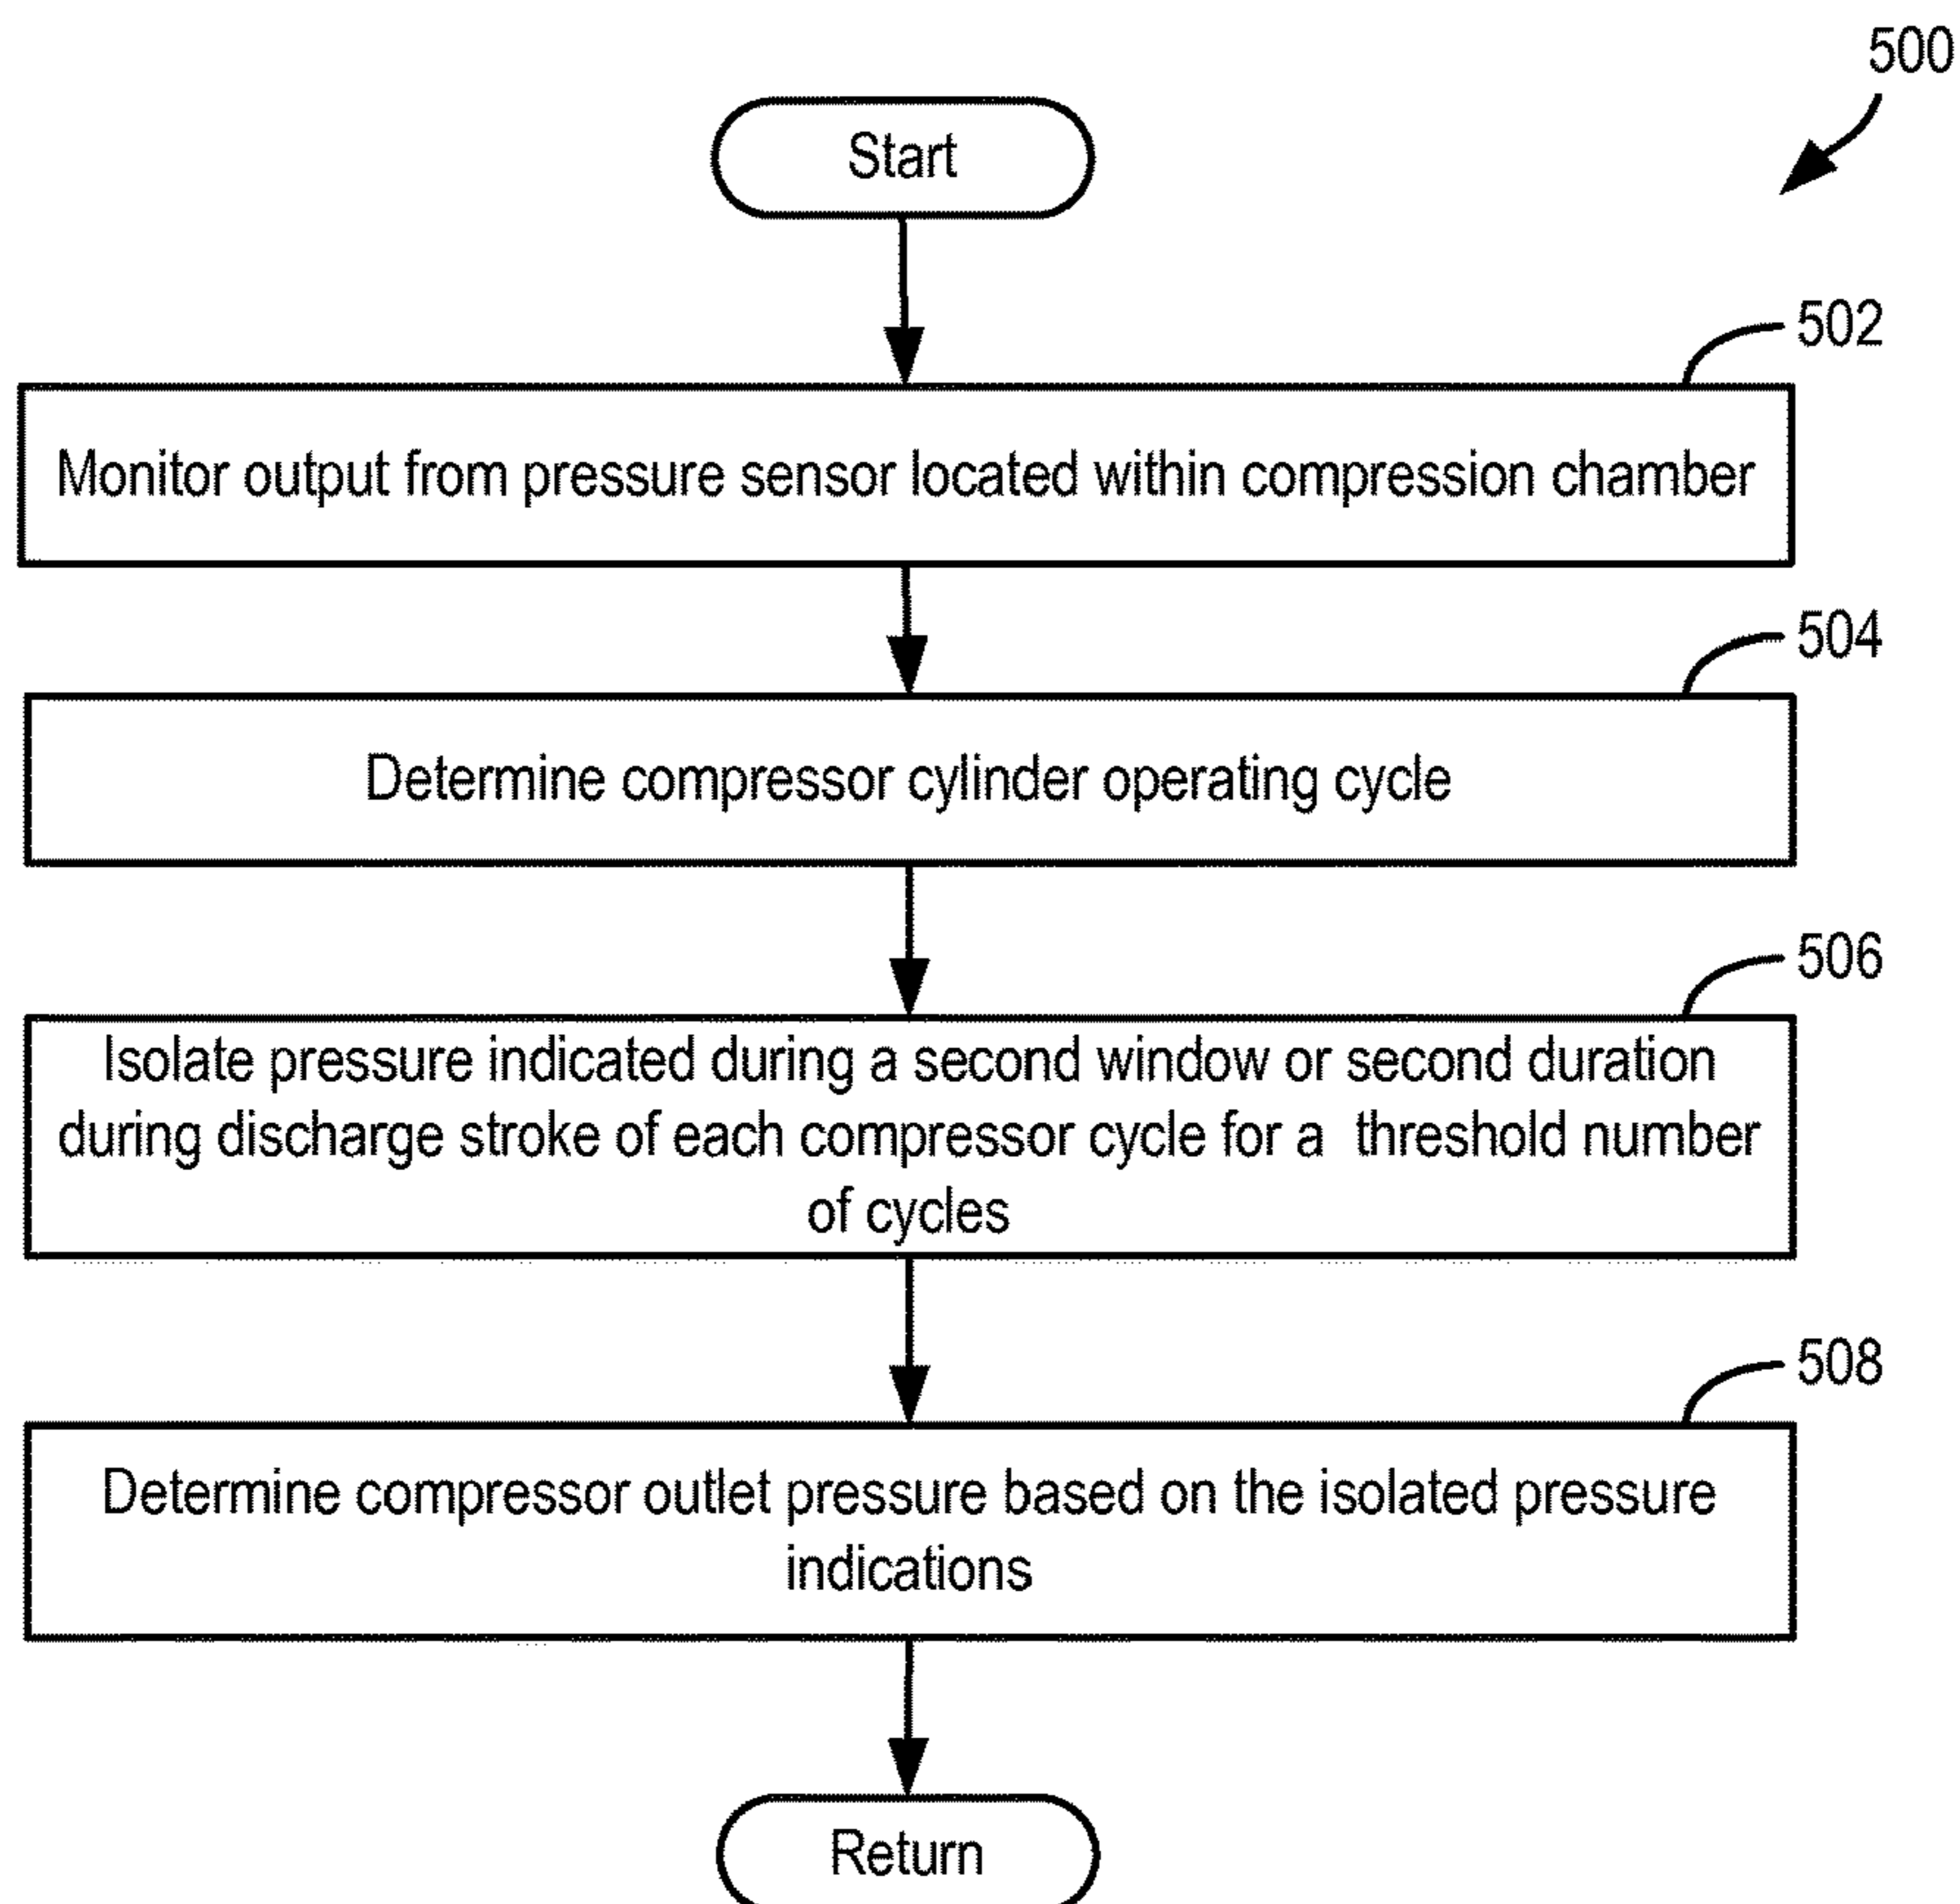 500
Start
502
Monitor output from pressure sensor located within compression chamber
504
Determine compressor cylinder operating cycle
506
Isolate pressure indicated during a second window or second duration
during discharge stroke of each compressor cycle for a threshold number
of cycles
508
Determine compressor outlet pressure based on the isolated pressure
indications
Return